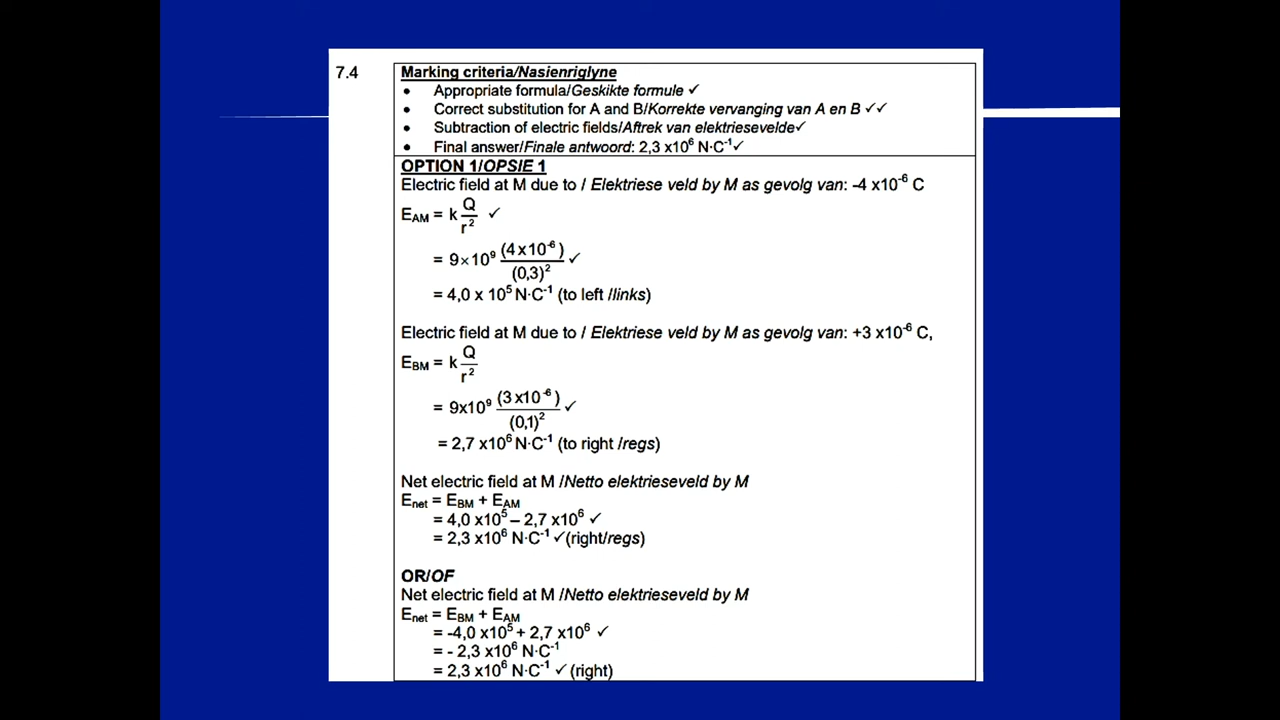 7.4
Marking criteria/Nasienriglyne
• Appropriate formula/Geskikte formule ✓
• Correct substitution for A and B/Korrekte vervanging van A en B ✓✓
• Subtraction of electric fields/Aftrek van elektriesevelde✓
• Final answer/Finale antwoord: 2,3 x10⁶ N·C⁻¹✓
OPTION 1/OPSIE 1
Electric field at M due to / Elektriese veld by M as gevolg van: -4 x10⁻⁶ C
E_AM = k Q/r² ✓
= 9×10⁹ (4x10⁻⁶)/(0,3)² ✓
= 4,0 x 10⁵ N·C⁻¹ (to left /links)
Electric field at M due to / Elektriese veld by M as gevolg van: +3 x10⁻⁶ C,
E_BM = k Q/r²
= 9x10⁹ (3x10⁻⁶)/(0,1)² ✓
= 2,7 x10⁶ N·C⁻¹ (to right /regs)
Net electric field at M /Netto elektrieseveld by M
E_net = E_BM + E_AM
= 4,0 x10⁵ – 2,7 x10⁶ ✓
= 2,3 x10⁶ N·C⁻¹ ✓(right/regs)
OR/OF
Net electric field at M /Netto elektrieseveld by M
E_net = E_BM + E_AM
= -4,0 x10⁵ + 2,7 x10⁶ ✓
= - 2,3 x10⁶ N·C⁻¹
= 2,3 x10⁶ N·C⁻¹ ✓ (right)